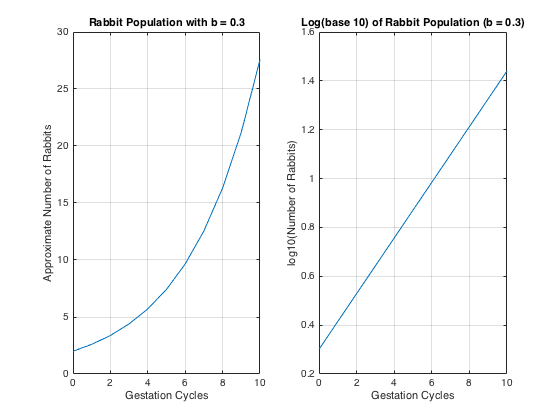 Rabbit Population with b = 0.3
30
25
20
15
10
5
0
0 2 4 6 8 10
Approximate Number of Rabbits
Gestation Cycles
Log(base 10) of Rabbit Population (b = 0.3)
1.6
1.4
1.2
1
0.8
0.6
0.4
0.2
0 2 4 6 8 10
log10(Number of Rabbits)
Gestation Cycles